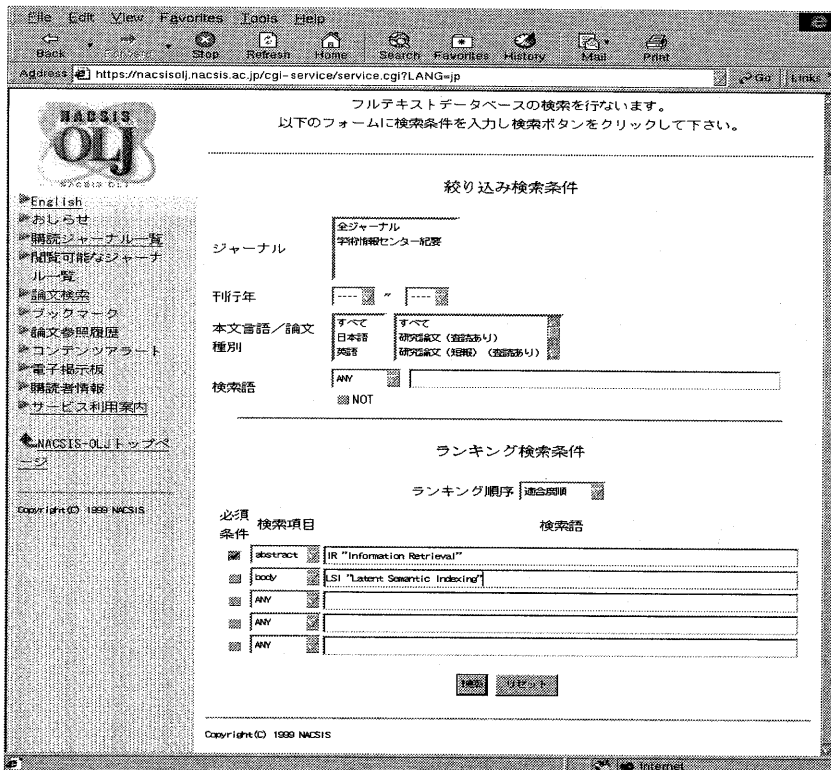 File Edit View Favorites Tools Help
Back Forward Stop Refresh Home Search Favorites History Mail Print
Address https://nacsisolj.nacsis.ac.jp/cgi-service/service.cgi?LANG=jp Go Links
NACSIS
OLJ
NACSIS OLJ
English
おしらせ
購読ジャーナル一覧
閲覧可能なジャーナ
ル一覧
論文検索
ブックマーク
論文参照履歴
コンテンツアラート
電子掲示板
購読者情報
サービス利用案内
NACSIS-OLJトップペ
ージ
Copyright(C) 1999 NACSIS
フルテキストデータベースの検索を行ないます。
以下のフォームに検索条件を入力し検索ボタンをクリックして下さい。
絞り込み検索条件
ジャーナル
全ジャーナル
学術情報センター紀要
刊行年 ---- ~ ----
本文言語/論文
種別
すべて
日本語
英語
すべて
研究論文(査読あり)
研究論文(短報)(査読あり)
検索語 ANY
NOT
ランキング検索条件
ランキング順序 適合度順
必須
条件 検索項目 検索語
abstract IR "Information Retrieval"
body LSI "Latent Semantic Indexing"
ANY
ANY
ANY
検索 リセット
Copyright(C) 1999 NACSIS
Internet